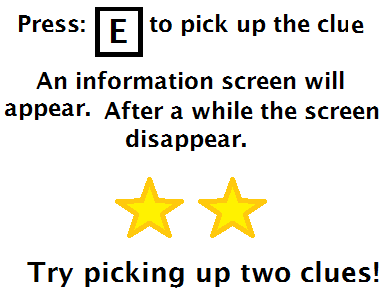 Press: E to pick up the clue
An information screen will
appear. After a while the screen
disappear.
Try picking up two clues!